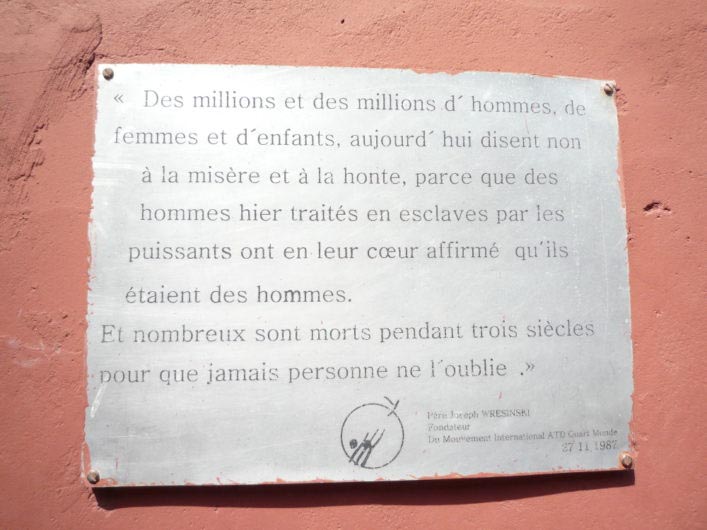 « Des millions et des millions d´ hommes, de
femmes et d´enfants, aujourd´ hui disent non
à la misère et à la honte, parce que des
hommes hier traités en esclaves par les
puissants ont en leur cœur affirmé qu´ils
étaient des hommes.
Et nombreux sont morts pendant trois siècles
pour que jamais personne ne l´oublie .»
Père Joseph WRESINSKI
Fondateur
Du Mouvement International ATD Quart Monde
27 11 1987